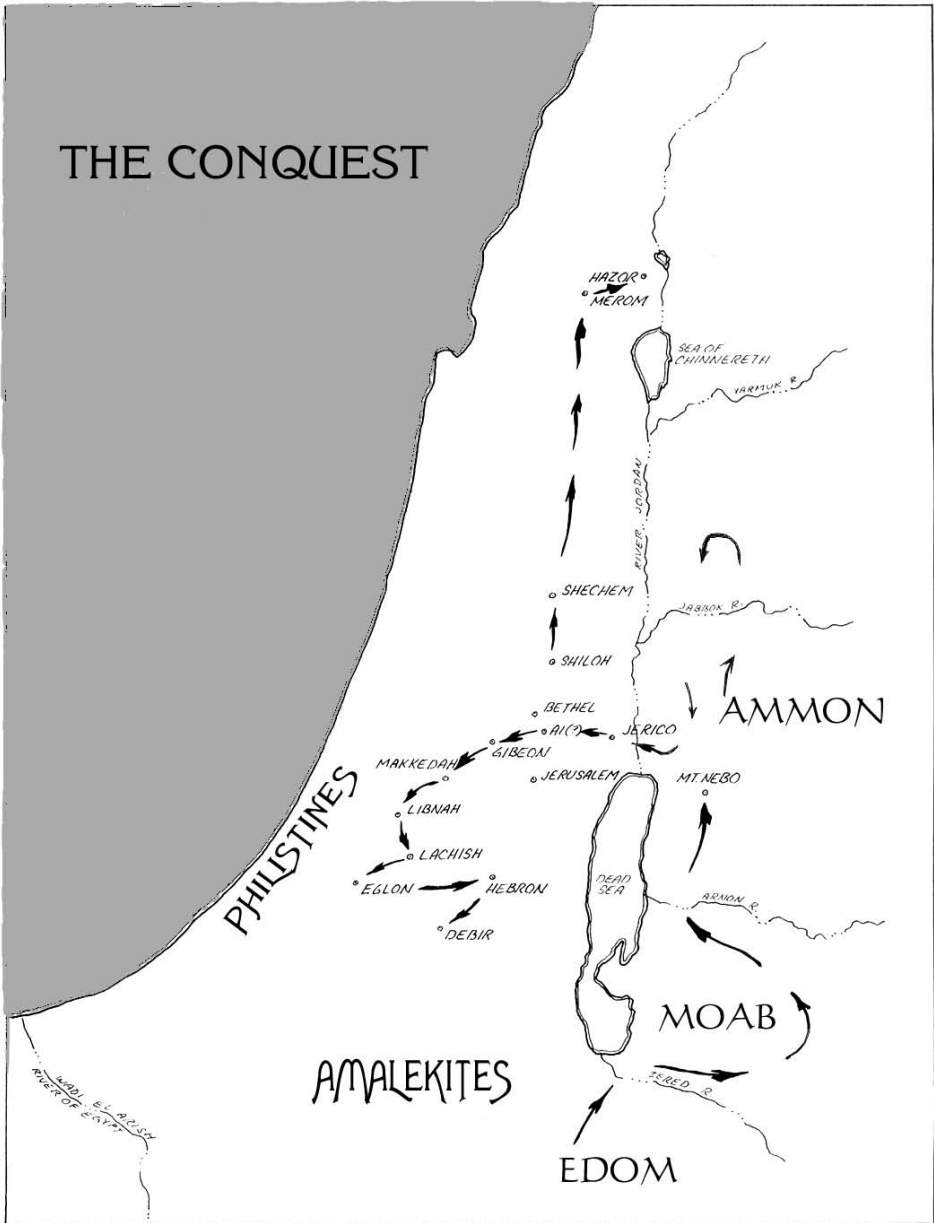 THE CONQUEST
HAZOR
MEROM
SEA OF
CHINNERETH
YARMUK R.
RIVER JORDAN
SHECHEM
JABBOK R.
SHILOH
AMMON
BETHEL
AI(?)
JERICO
GIBEON
MAKKEDAH
JERUSALEM
MT. NEBO
LIBNAH
PHILISTINES
LACHISH
EGLON
HEBRON
DEAD
SEA
ARNON R.
DEBIR
MOAB
AMALEKITES
ZERED R.
WADI EL ARISH
RIVER OF EGYPT
EDOM